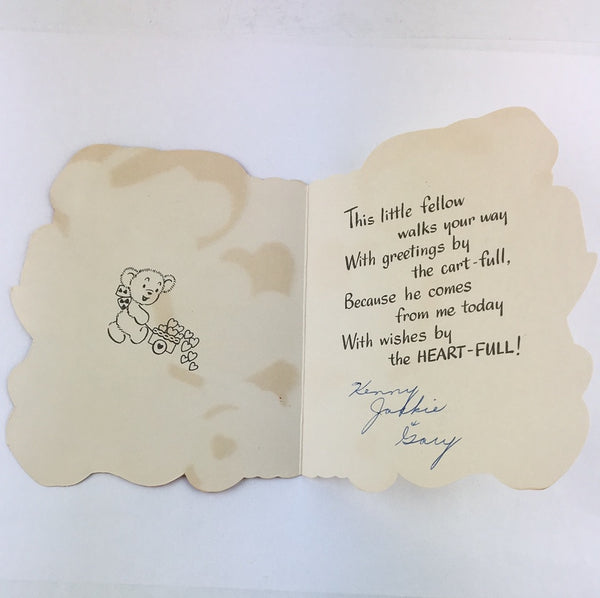 This little fellow
walks your way
With greetings by
the cart-full,
Because he comes
from me today
With wishes by
the HEART-FULL!
Kenny
Jackie
&
Gary